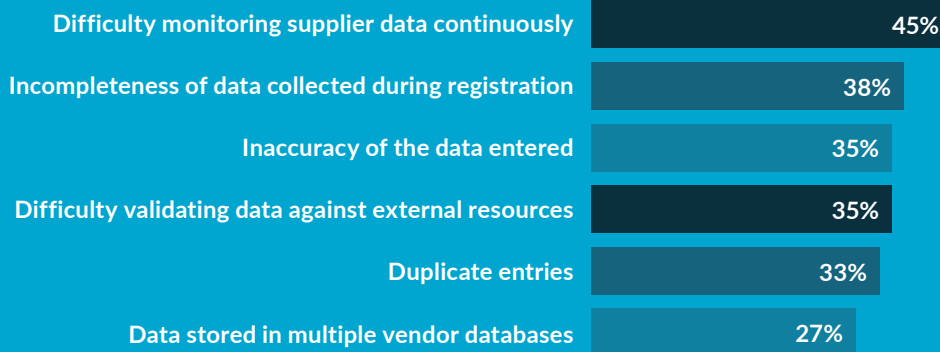 Difficulty monitoring supplier data continuously 45%
Incompleteness of data collected during registration 38%
Inaccuracy of the data entered 35%
Difficulty validating data against external resources 35%
Duplicate entries 33%
Data stored in multiple vendor databases 27%